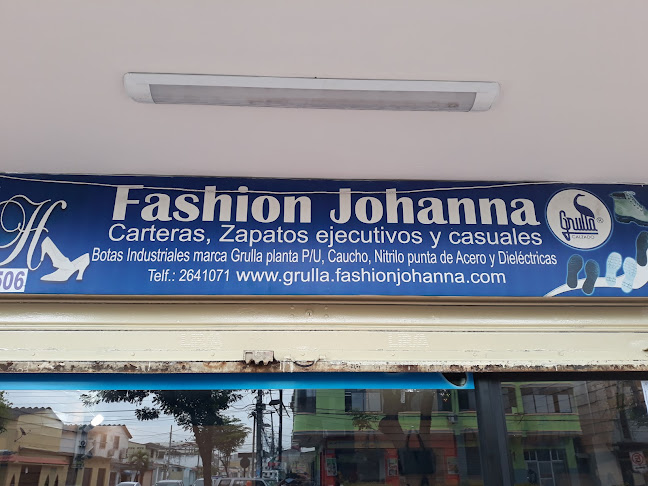 Fashion Johanna
Carteras, Zapatos ejecutivos y casuales
Botas Industriales marca Grulla planta P/U, Caucho, Nitrilo punta de Acero y Dieléctricas
Telf.: 2641071 www.grulla.fashionjohanna.com
H
506
Grulla®
CALZADO